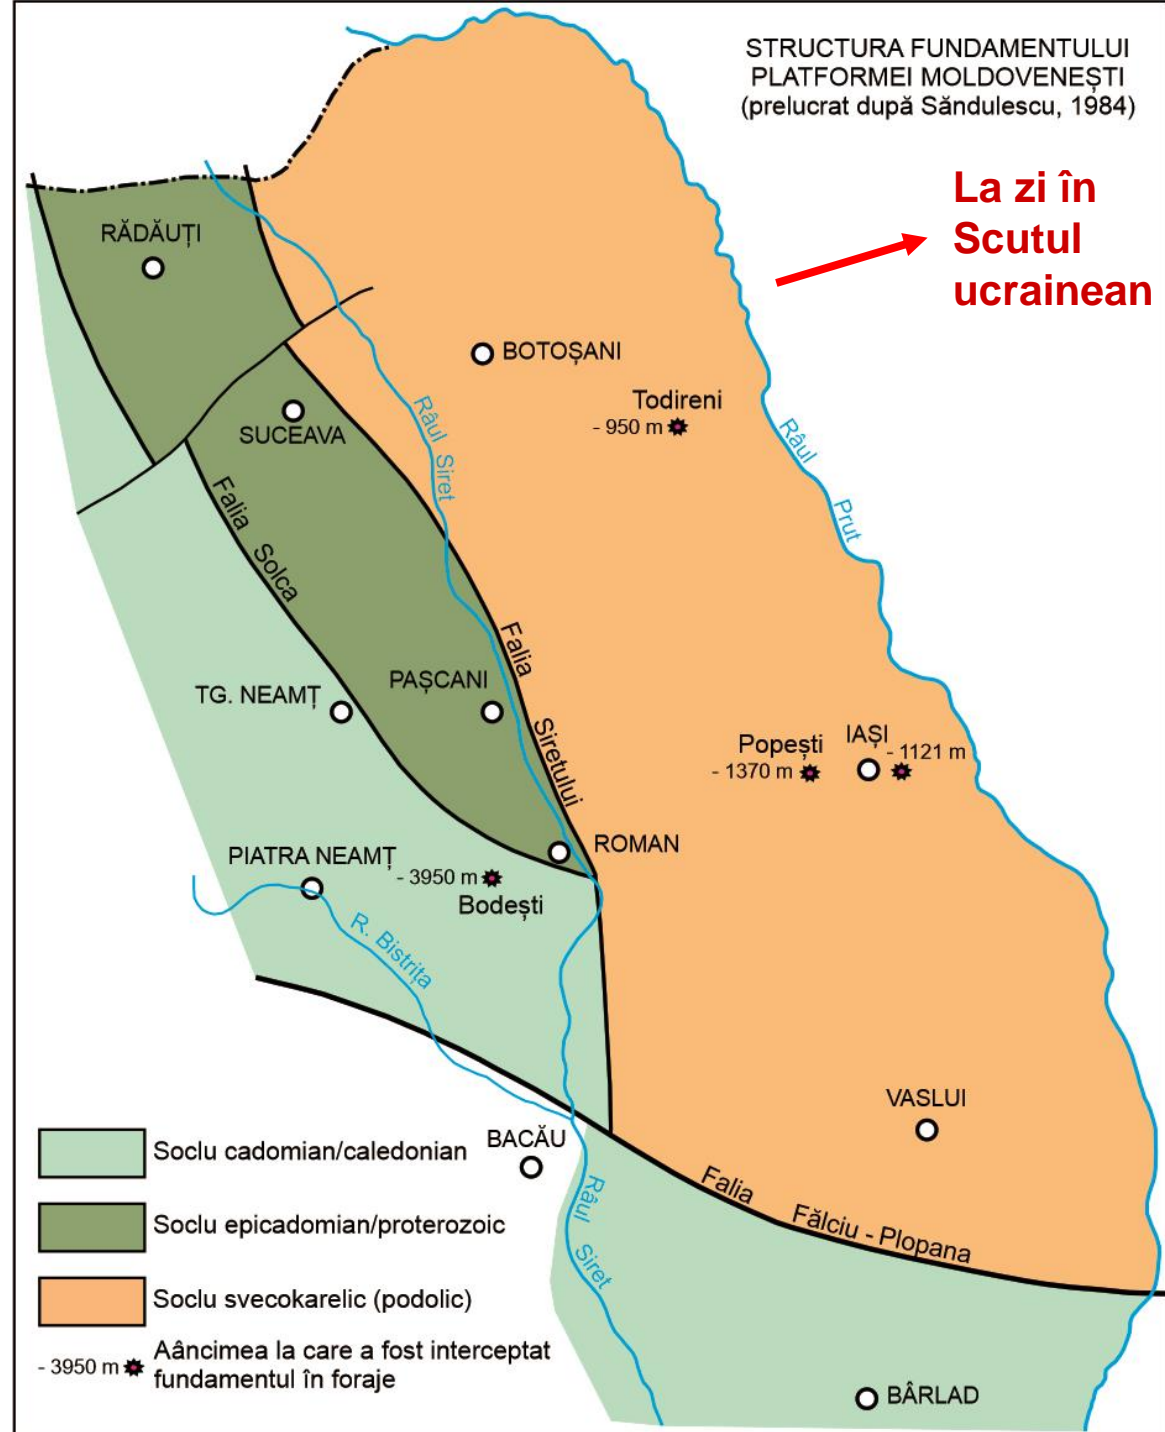 STRUCTURA FUNDAMENTULUI
PLATFORMEI MOLDOVENEȘTI
(prelucrat după Săndulescu, 1984)
La zi în
Scutul
ucrainean
RĂDĂUȚI
BOTOȘANI
Todireni
- 950 m
SUCEAVA
Râul Siret
Râul Prut
Falia Solca
Falia Siretului
TG. NEAMȚ
PAȘCANI
Popești
- 1370 m
IAȘI
- 1121 m
ROMAN
PIATRA NEAMȚ
- 3950 m
Bodești
R. Bistrița
VASLUI
BACĂU
Râul Siret
Falia Fălciu - Plopana
BÂRLAD
Soclu cadomian/caledonian
Soclu epicadomian/proterozoic
Soclu svecokarelic (podolic)
- 3950 m
Aâncimea la care a fost interceptat
fundamentul în foraje